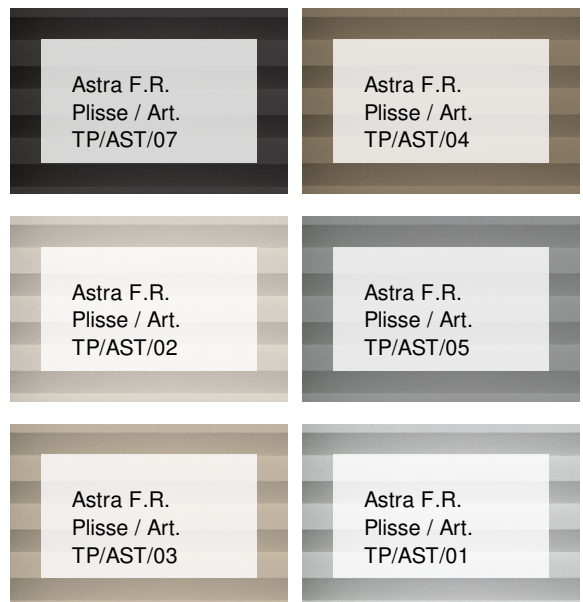 Astra F.R.
Plisse / Art.
TP/AST/07
Astra F.R.
Plisse / Art.
TP/AST/04
Astra F.R.
Plisse / Art.
TP/AST/02
Astra F.R.
Plisse / Art.
TP/AST/05
Astra F.R.
Plisse / Art.
TP/AST/03
Astra F.R.
Plisse / Art.
TP/AST/01